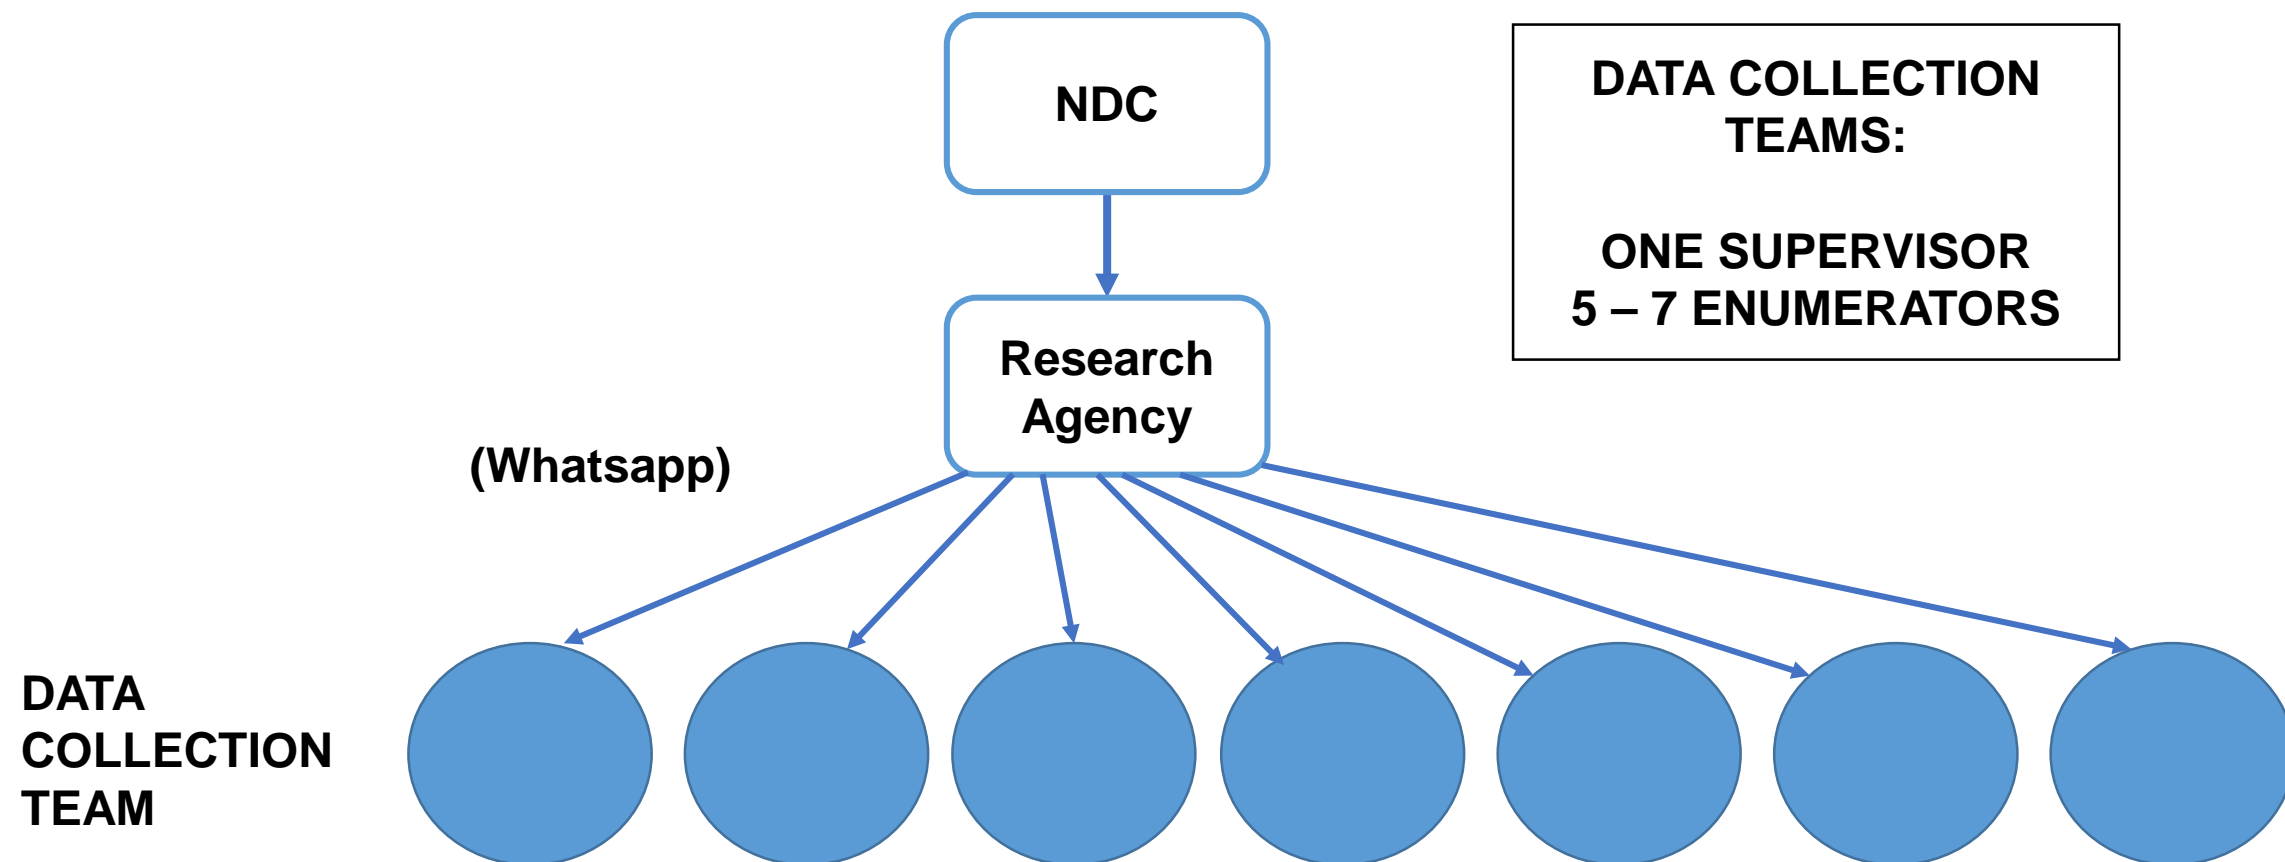 NDC
DATA COLLECTION
TEAMS:
ONE SUPERVISOR
5 – 7 ENUMERATORS
Research
Agency
(Whatsapp)
DATA
COLLECTION
TEAM